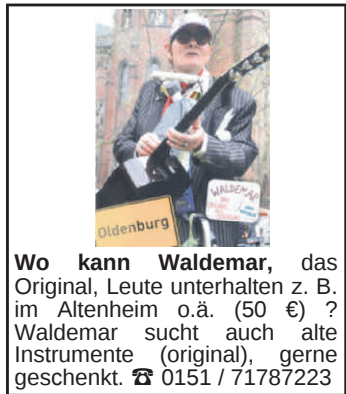 WALDEMAR
Oldenburg
Wo kann Waldemar, das
Original, Leute unterhalten z. B.
im Altenheim o.ä. (50 €) ?
Waldemar sucht auch alte
Instrumente (original), gerne
geschenkt. ☎ 0151 / 71787223